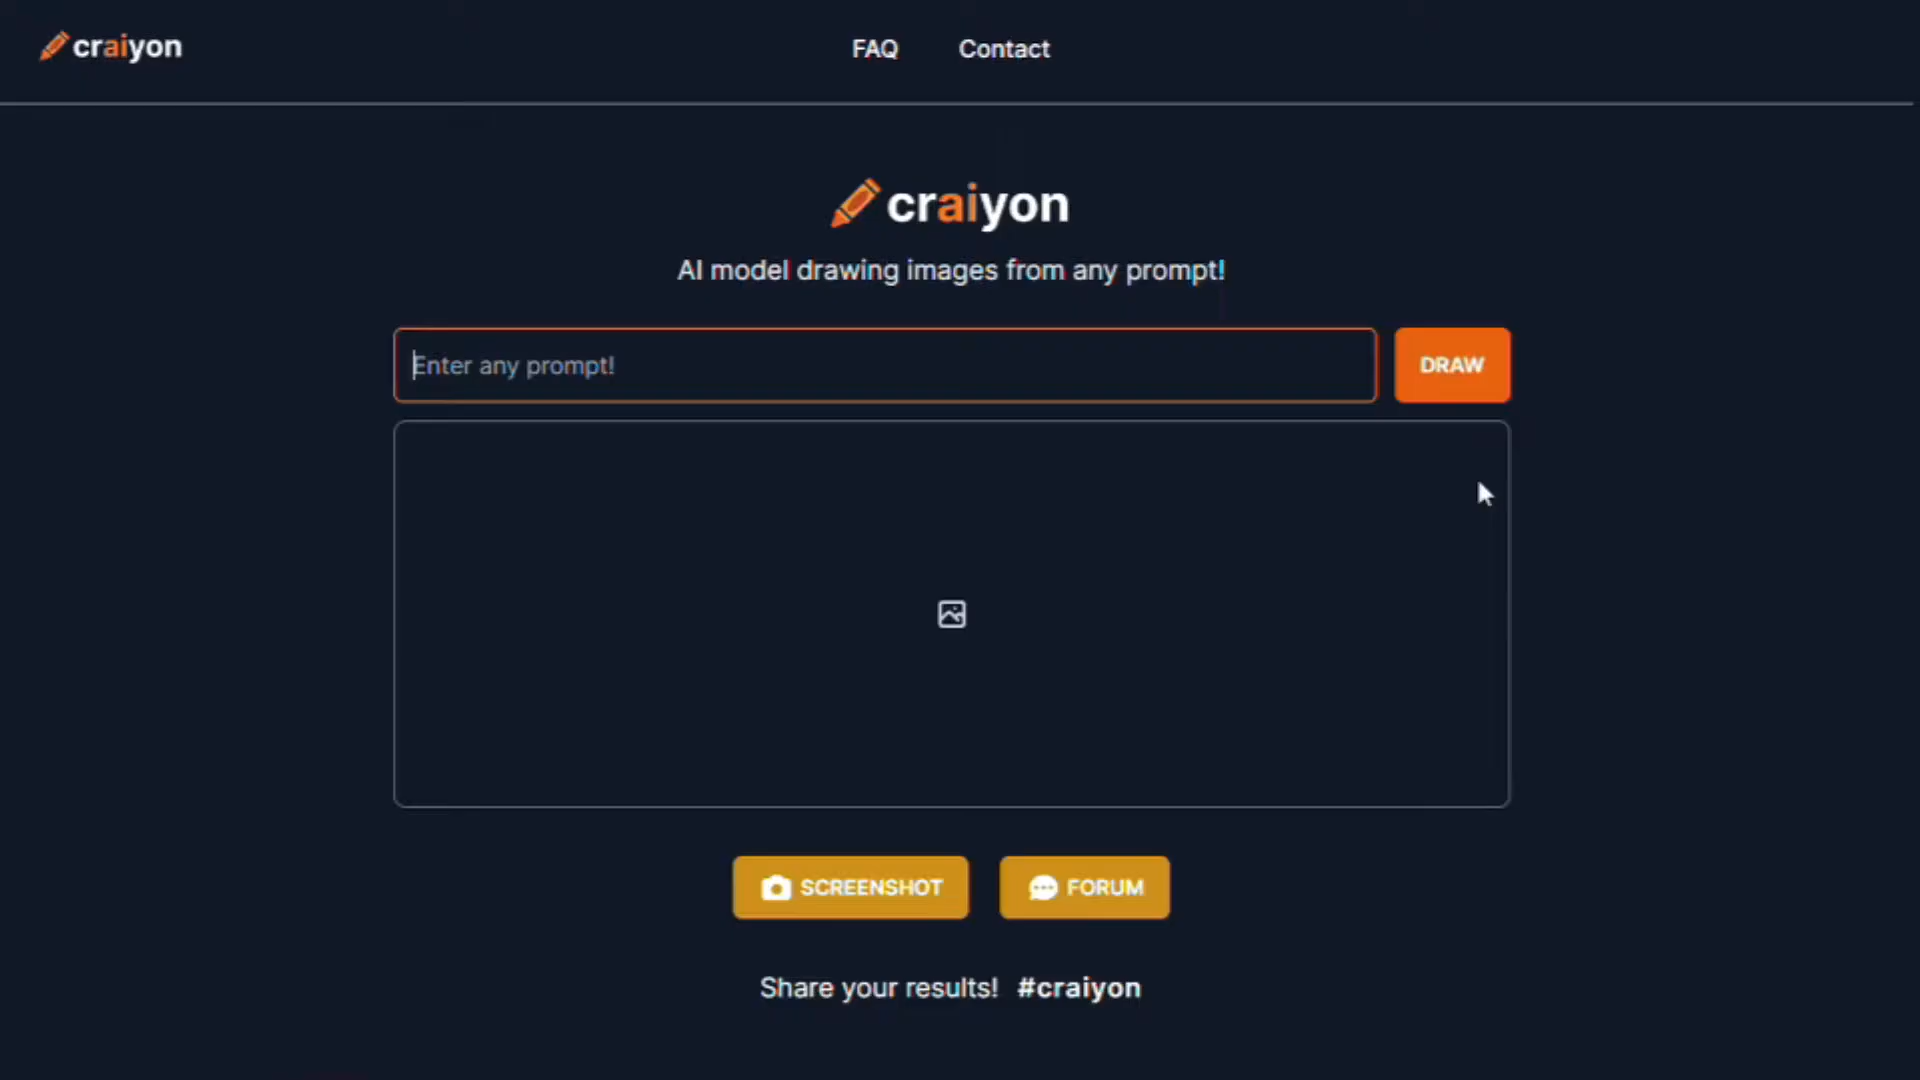 craiyon
FAQ Contact
craiyon
AI model drawing images from any prompt!
Enter any prompt!
DRAW
SCREENSHOT
FORUM
Share your results! #craiyon